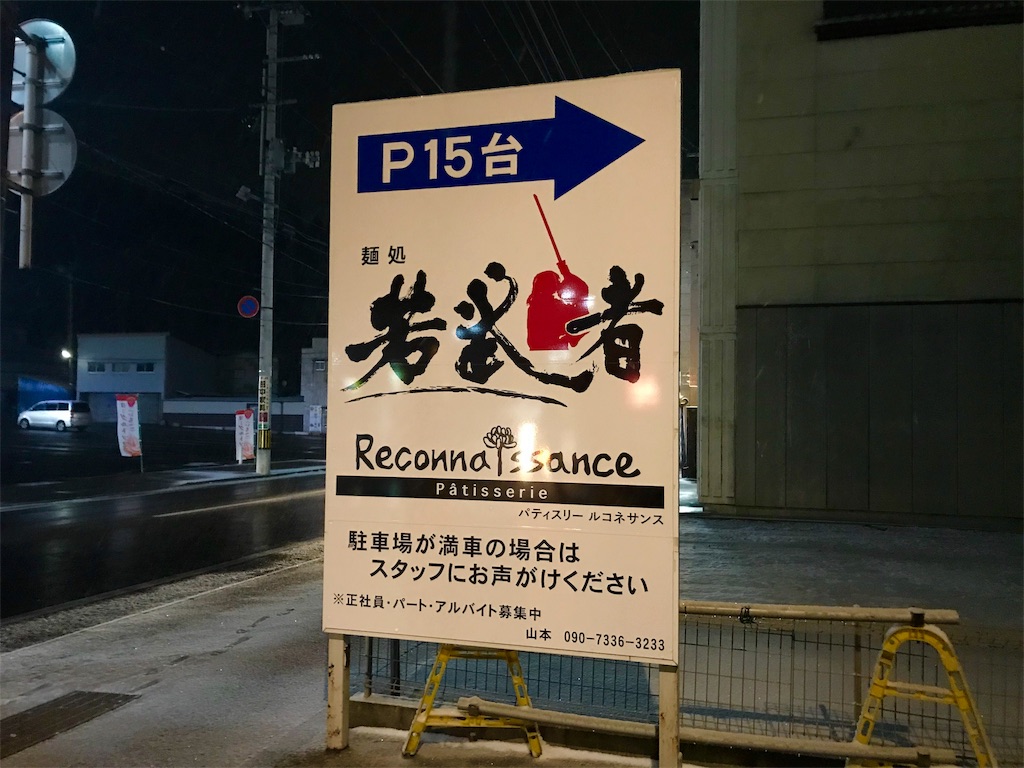 P15台
麺処
若武者
Reconnaissance
Pâtisserie
パティスリー ルコネサンス
駐車場が満車の場合は
スタッフにお声がけください
※正社員・パート・アルバイト募集中
山本 090-7336-3233